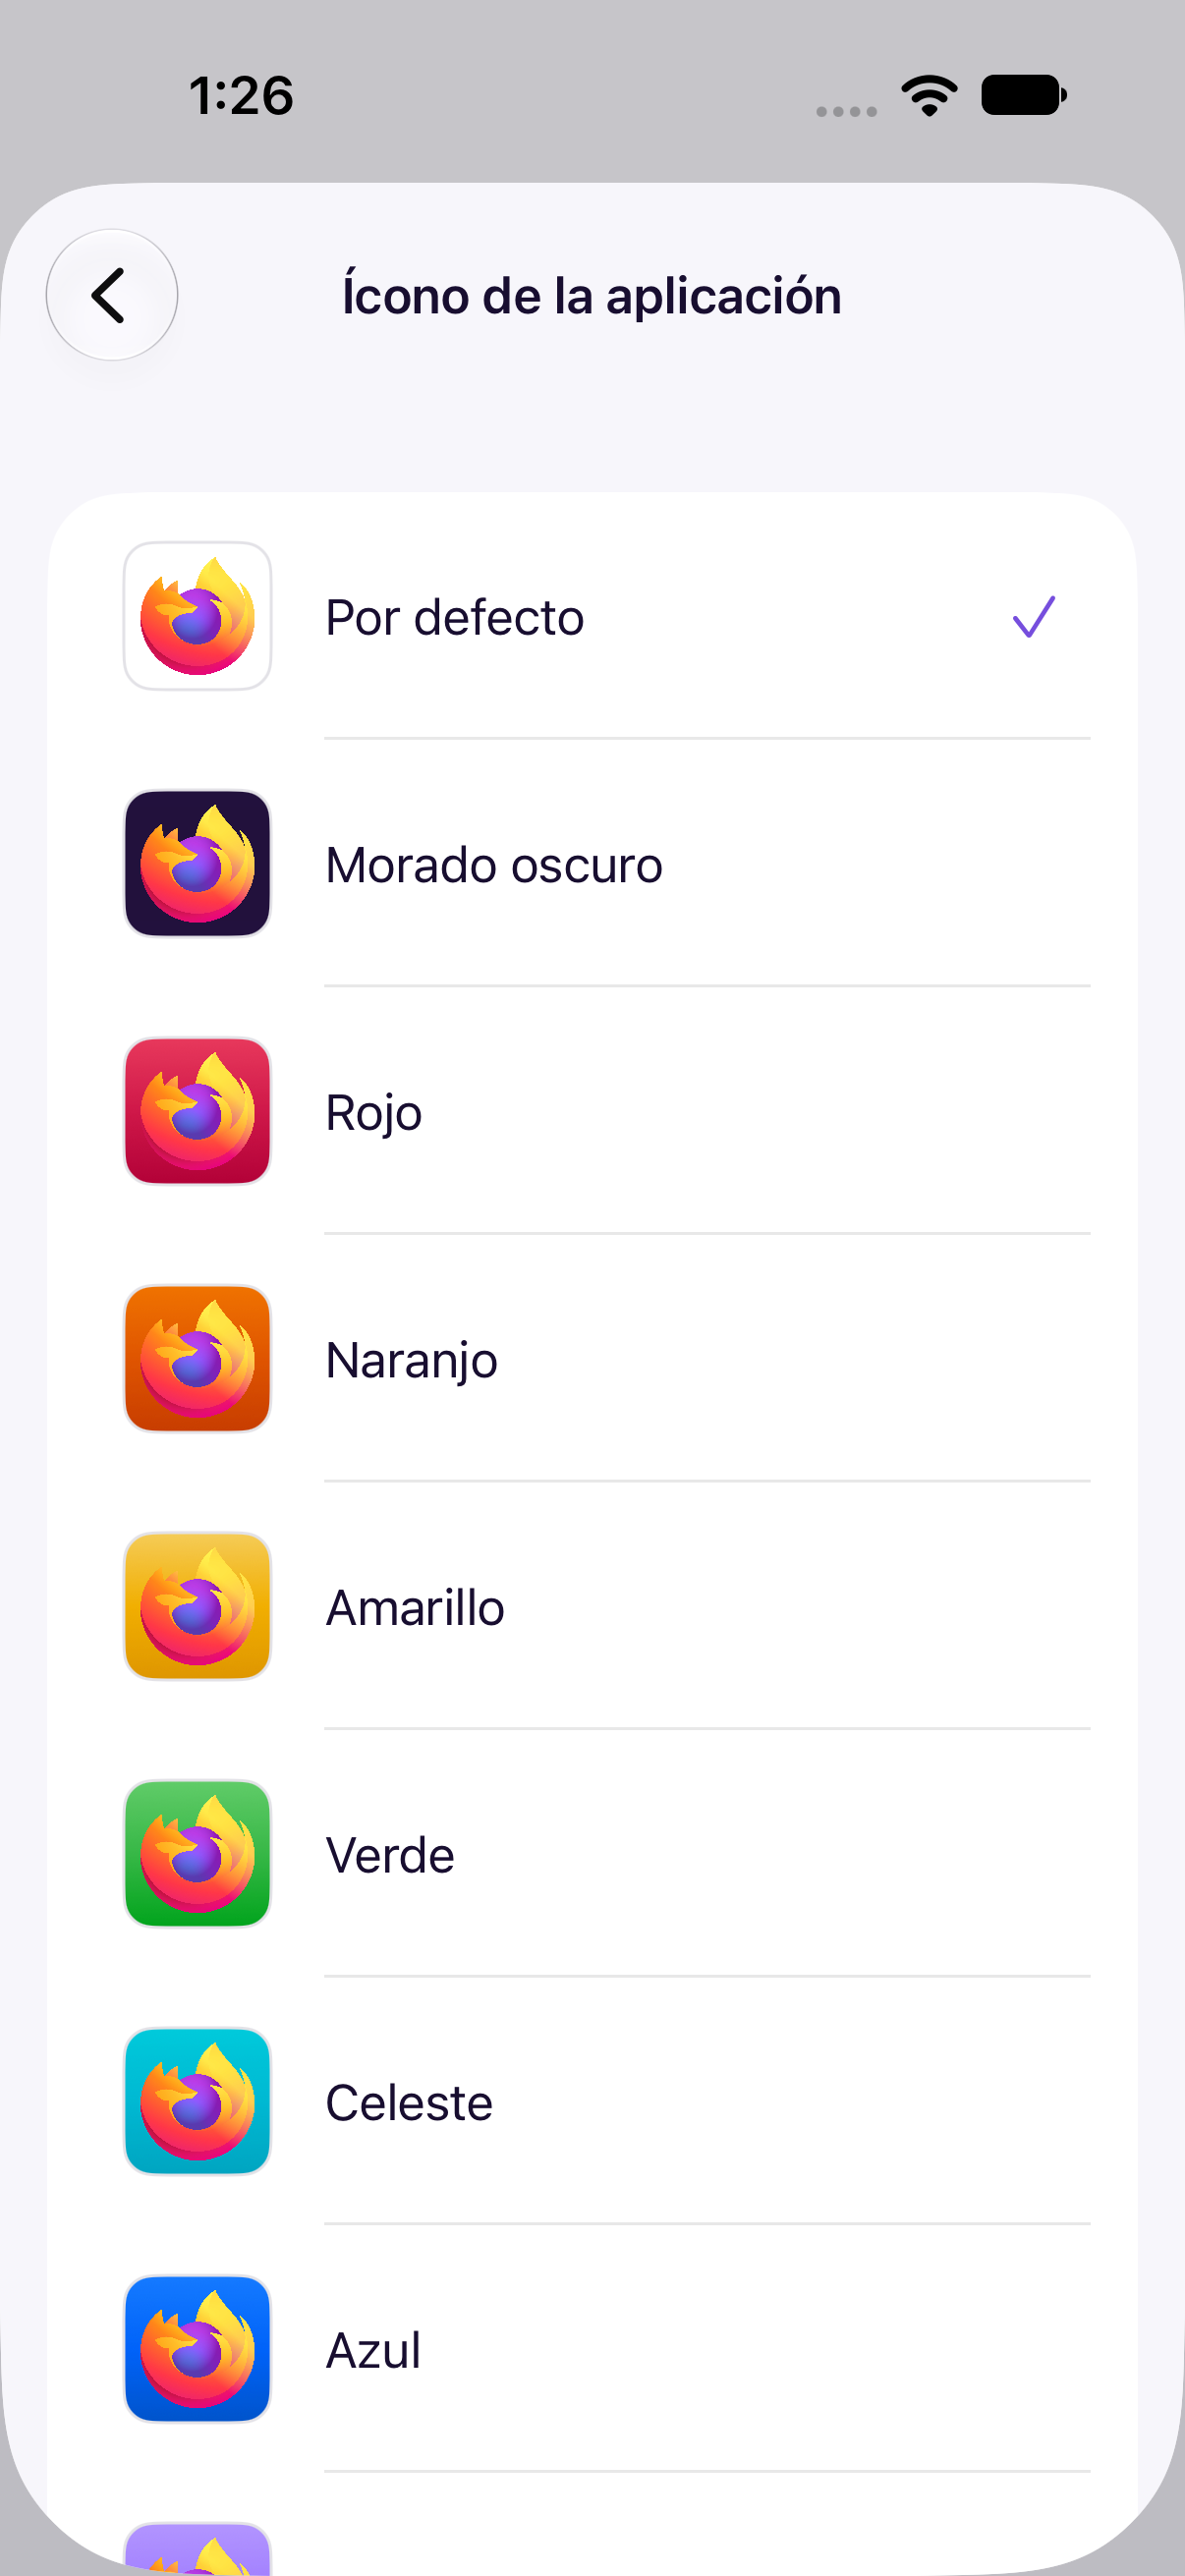 1:26
Ícono de la aplicación
Por defecto
Morado oscuro
Rojo
Naranjo
Amarillo
Verde
Celeste
Azul